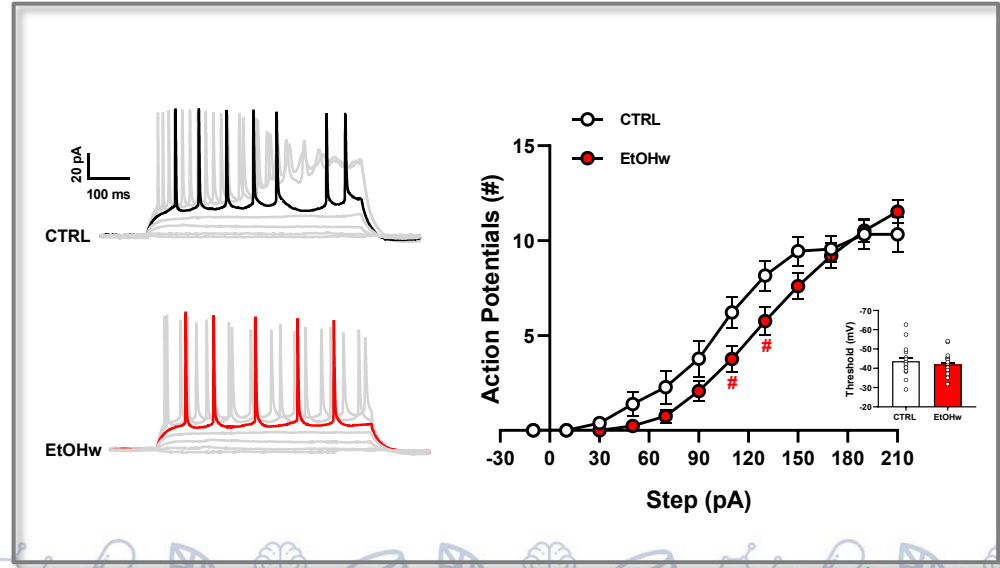 20 pA
100 ms
CTRL
EtOHw
CTRL
EtOHw
Action Potentials (#)
15
10
5
#
#
-30
0
30
60
90
120
150
180
210
Step (pA)
Threshold (mV)
-70
-60
-50
-40
-30
-20
CTRL
EtOHw